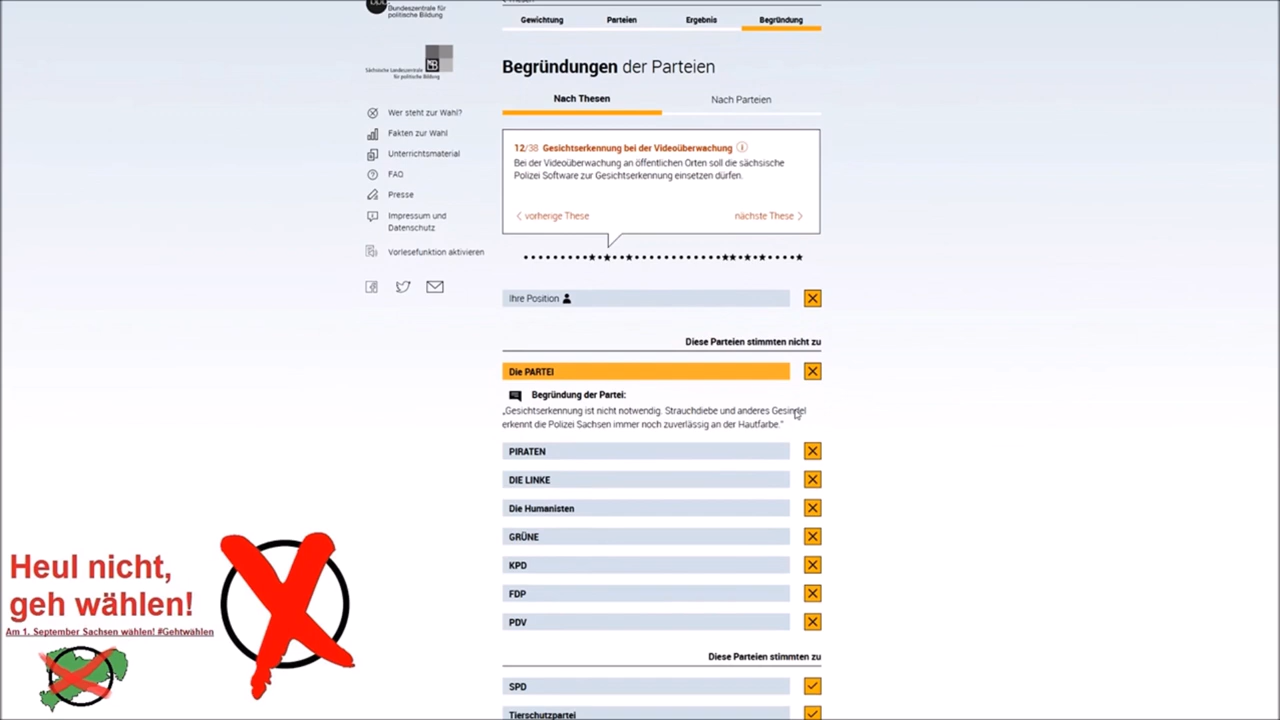 Bundeszentrale für
politische Bildung
Gewichtung
Parteien
Ergebnis
Begründung
Sächsische Landeszentrale
für politische Bildung
Begründungen der Parteien
Nach Thesen
Nach Parteien
Wer steht zur Wahl?
Fakten zur Wahl
Unterrichtsmaterial
FAQ
Presse
Impressum und
Datenschutz
Vorlesefunktion aktivieren
12/38 Gesichtserkennung bei der Videoüberwachung
Bei der Videoüberwachung an öffentlichen Orten soll die sächsische
Polizei Software zur Gesichtserkennung einsetzen dürfen.
vorherige These
nächste These
Ihre Position
Diese Parteien stimmten nicht zu
Die PARTEI
Begründung der Partei:
„Gesichtserkennung ist nicht notwendig. Strauchdiebe und anderes Gesindel
erkennt die Polizei Sachsen immer noch zuverlässig an der Hautfarbe."
PIRATEN
DIE LINKE
Die Humanisten
GRÜNE
KPD
FDP
PDV
Diese Parteien stimmten zu
SPD
Tierschutzpartei
Heul nicht,
geh wählen!
Am 1. September Sachsen wählen! #Gehtwählen